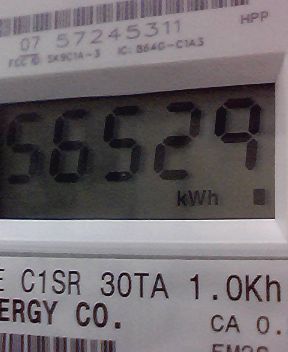 HPP
07 57245311
FCC ID SK9C1A-3 IC: 864G-C1A3
56529
kWh
E C1SR 30TA 1.0Kh
ERGY CO.
CA 0.